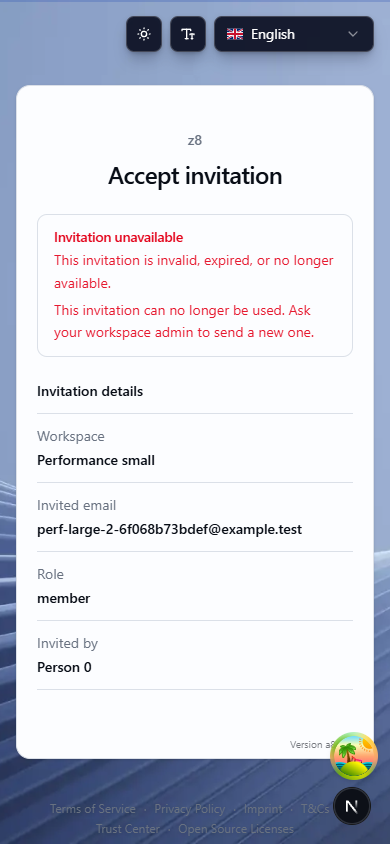 Tт
English
z8
Accept invitation
Invitation unavailable
This invitation is invalid, expired, or no longer
available.
This invitation can no longer be used. Ask
your workspace admin to send a new one.
Invitation details
Workspace
Performance small
Invited email
perf-large-2-6f068b73bdef@example.test
Role
member
Invited by
Person 0
Version
Terms of Service · Privacy Policy · Imprint · T&Cs
Trust Center · Open Source Licenses
N